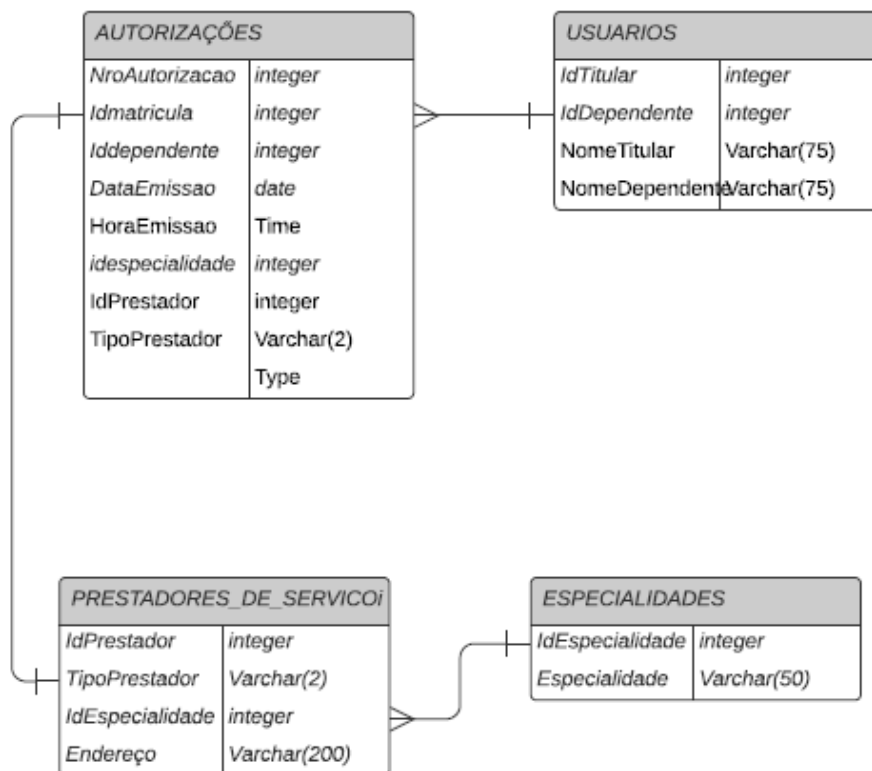 AUTORIZAÇÕES
NroAutorizacao integer
Idmatricula integer
Iddependente integer
DataEmissao date
HoraEmissao Time
idespecialidade integer
IdPrestador integer
TipoPrestador Varchar(2)
Type
USUARIOS
IdTitular integer
IdDependente integer
NomeTitular Varchar(75)
NomeDependente Varchar(75)
PRESTADORES_DE_SERVICOi
IdPrestador integer
TipoPrestador Varchar(2)
IdEspecialidade integer
Endereço Varchar(200)
ESPECIALIDADES
IdEspecialidade integer
Especialidade Varchar(50)